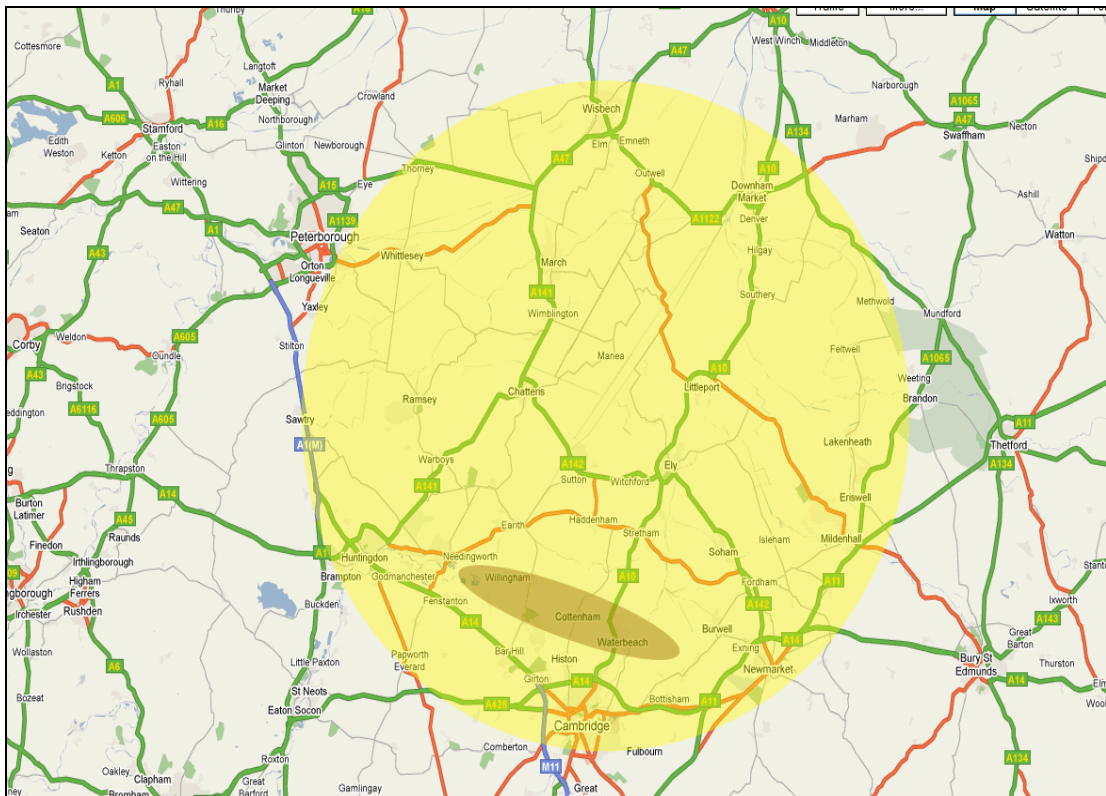 Map
A16
Thurlby
Cottesmore
Langtoft
Ryhall
A1
Market
Deeping
Crowland
A10
West Winch
Middleton
A47
Narborough
A1065
A47
Necton
Swaffham
Marham
A134
Wisbech
A606
A16
Stamford
Northborough
Edith
Weston
Ketton
Easton
on the Hill
Glinton
Newborough
Elm
Emneth
A47
Thorney
Eye
A15
Wittering
Outwell
A10
Downham
Market
Denver
Ashill
A47
A1
A1139
Seaton
A1122
Watton
Peterborough
A43
Whittlesey
Hilgay
Orton
Longueville
March
A141
Southery
Yaxley
Methwold
Mundford
Wimblington
Weldon
A605
Stilton
Corby
Oundle
Manea
Feltwell
A1065
A43
A10
Weeting
Brigstock
Littleport
Brandon
Chatteris
Ramsey
A6116
A605
Sawtry
A11
A1(M)
Lakenheath
Thetford
Warboys
A142
Ely
A134
Thrapston
Sutton
Witchford
A141
A14
Eriswell
Burton
Latimer
A45
Raunds
Earith
Haddenham
Stretham
Isleham
Mildenhall
Finedon
A1
Huntingdon
Needingworth
Soham
Irthlingborough
Brampton
Godmanchester
Willingham
A10
Fordham
A11
Higham
Ferrers
Rushden
Irchester
Buckden
Fenstanton
A142
Ixworth
Cottenham
A14
Burwell
A143
Great
Barton
Wollaston
Waterbeach
Exning
A14
Bar Hill
Histon
Papworth
Everard
Little Paxton
A6
Newmarket
Bury St
Edmunds
Thurston
Girton
A14
A14
St Neots
Bozeat
Bottisham
A11
A428
Eaton Socon
Cambridge
Comberton
Fulbourn
Roxton
M11
A134
Oakley
Clapham
Bromham
Great
Barford
Gamlingay
Great